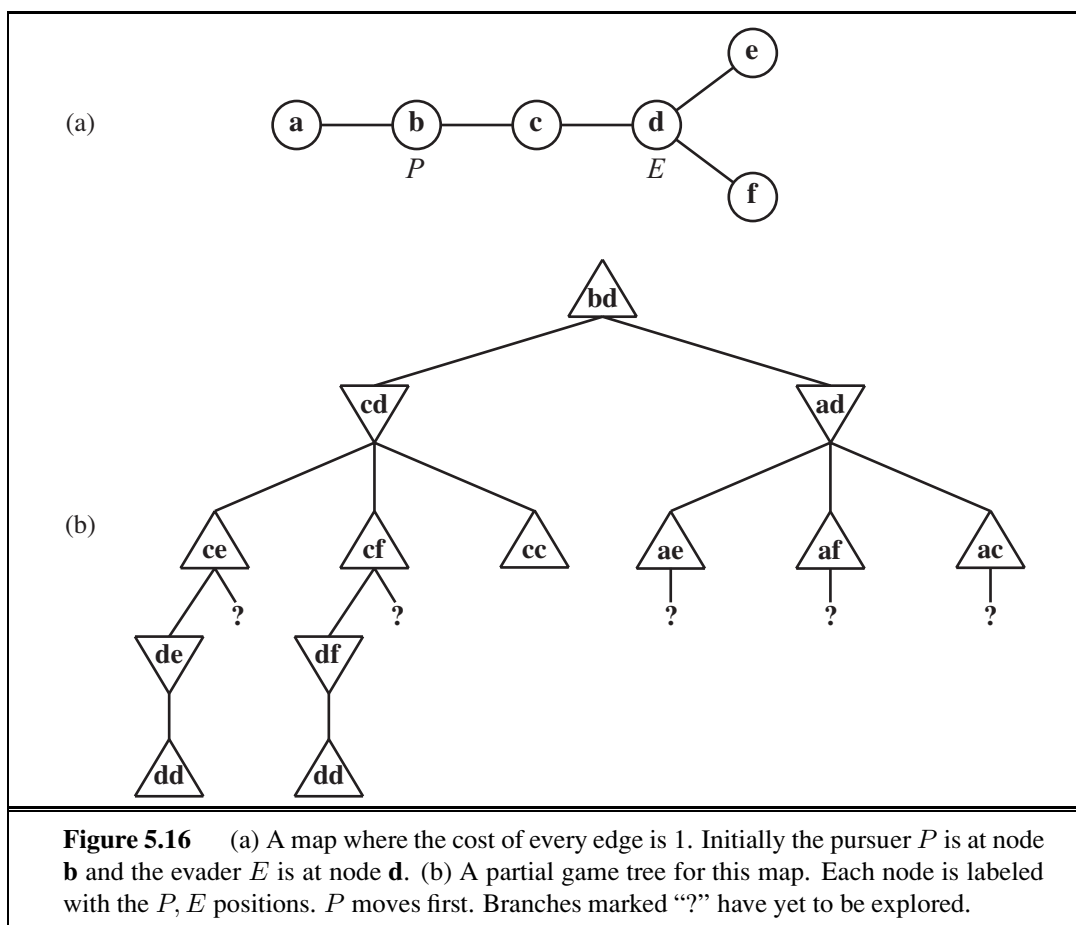 e
(a) a b c d
P E
f
bd
cd ad
(b) ce cf cc ae af ac
? ? ? ? ?
de df
dd dd
Figure 5.16 (a) A map where the cost of every edge is 1. Initially the pursuer P is at node
b and the evader E is at node d. (b) A partial game tree for this map. Each node is labeled
with the P, E positions. P moves first. Branches marked “?” have yet to be explored.